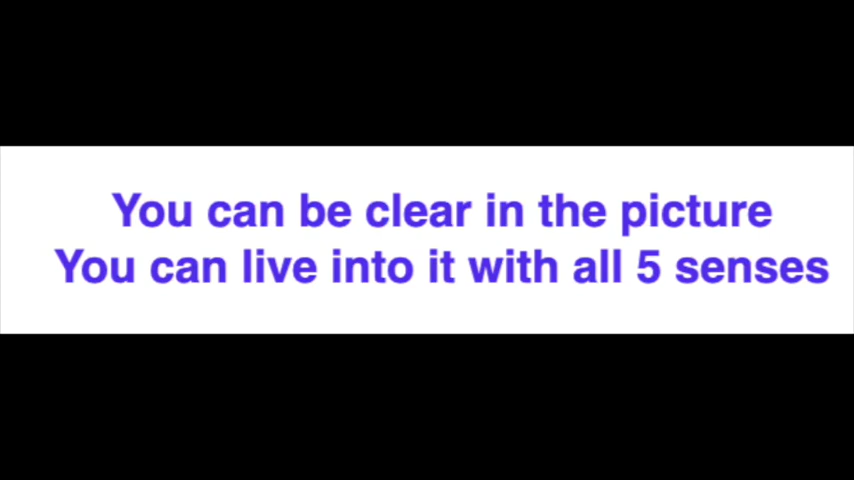 You can be clear in the picture
You can live into it with all 5 senses